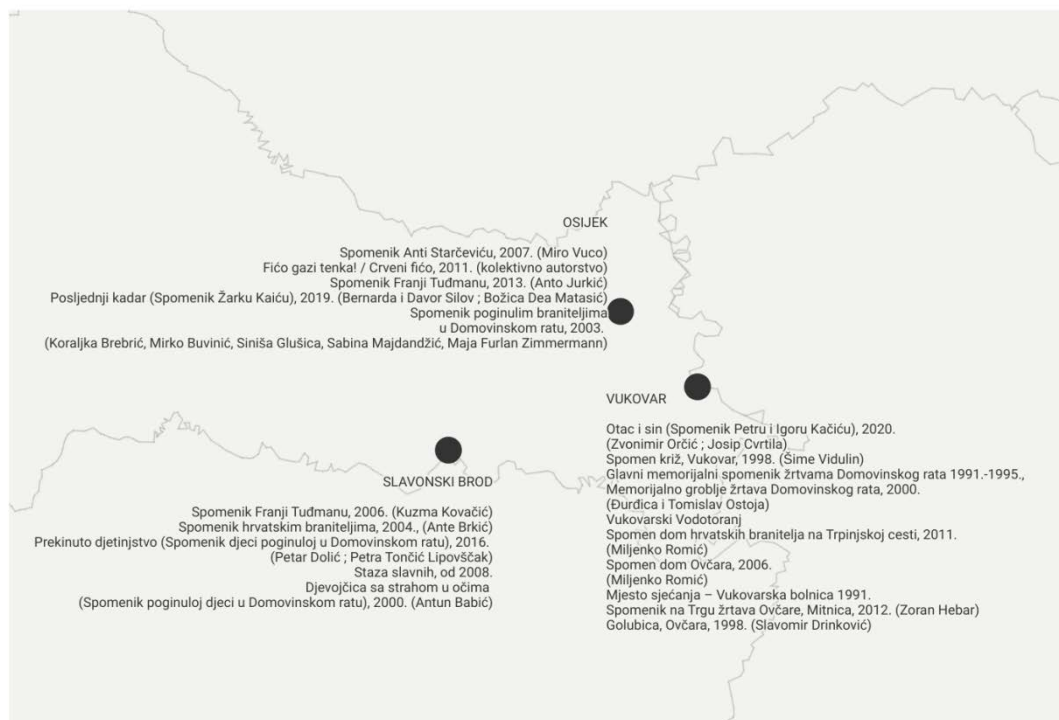 OSIJEK
Spomenik Anti Starčeviću, 2007. (Miro Vuco)
Fićo gazi tenka! / Crveni fićo, 2011. (kolektivno autorstvo)
Spomenik Franji Tuđmanu, 2013. (Anto Jurkić)
Posljednji kadar (Spomenik Žarku Kaiću), 2019. (Bernarda i Davor Silov ; Božica Dea Matasić)
Spomenik poginulim braniteljima
u Domovinskom ratu, 2003.
(Koraljka Brebrić, Mirko Buvinić, Siniša Glušica, Sabina Majdandžić, Maja Furlan Zimmermann)
VUKOVAR
Otac i sin (Spomenik Petru i Igoru Kačiću), 2020.
(Zvonimir Orčić ; Josip Cvrtila)
Spomen križ, Vukovar, 1998. (Šime Vidulin)
Glavni memorijalni spomenik žrtvama Domovinskog rata 1991.-1995.,
Memorijalno groblje žrtava Domovinskog rata, 2000.
(Đurđica i Tomislav Ostoja)
Vukovarski Vodotoranj
Spomen dom hrvatskih branitelja na Trpinjskoj cesti, 2011.
(Miljenko Romić)
Spomen dom Ovčara, 2006.
(Miljenko Romić)
Mjesto sjećanja – Vukovarska bolnica 1991.
Spomenik na Trgu žrtava Ovčare, Mitnica, 2012. (Zoran Hebar)
Golubica, Ovčara, 1998. (Slavomir Drinković)
SLAVONSKI BROD
Spomenik Franji Tuđmanu, 2006. (Kuzma Kovačić)
Spomenik hrvatskim braniteljima, 2004., (Ante Brkić)
Prekinuto djetinjstvo (Spomenik djeci poginuloj u Domovinskom ratu), 2016.
(Petar Dolić ; Petra Tončić Lipovščak)
Staza slavnih, od 2008.
Djevojčica sa strahom u očima
(Spomenik poginuloj djeci u Domovinskom ratu), 2000. (Antun Babić)